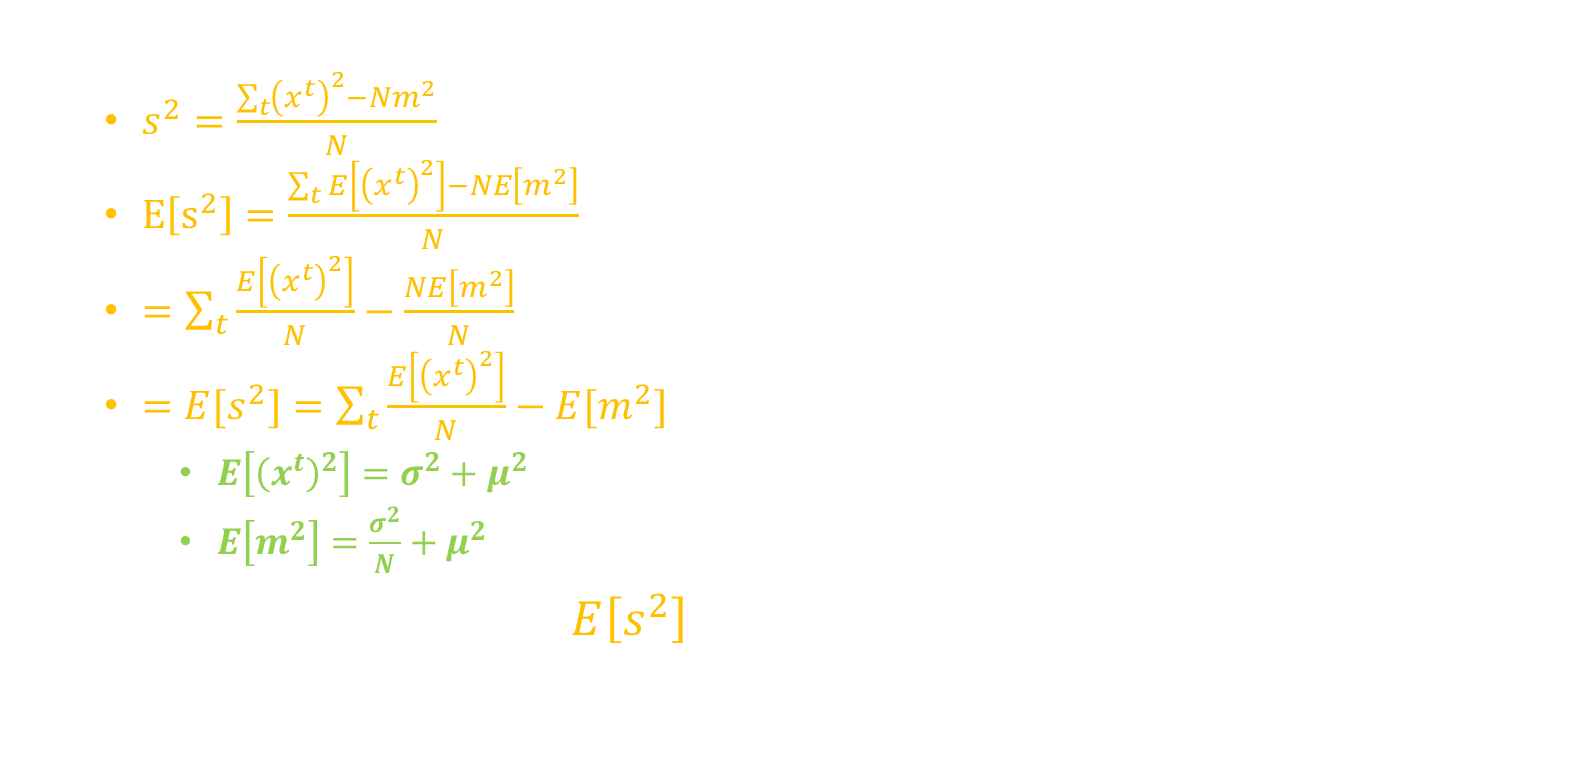 • s² = (∑ₜ(xᵗ)² − Nm²) / N
• E[s²] = (∑ₜ E[(xᵗ)²] − NE[m²]) / N
• = ∑ₜ E[(xᵗ)²] / N − NE[m²] / N
• = E[s²] = ∑ₜ E[(xᵗ)²] / N − E[m²]
• E[(xᵗ)²] = σ² + μ²
• E[m²] = σ² / N + μ²
E[s²]